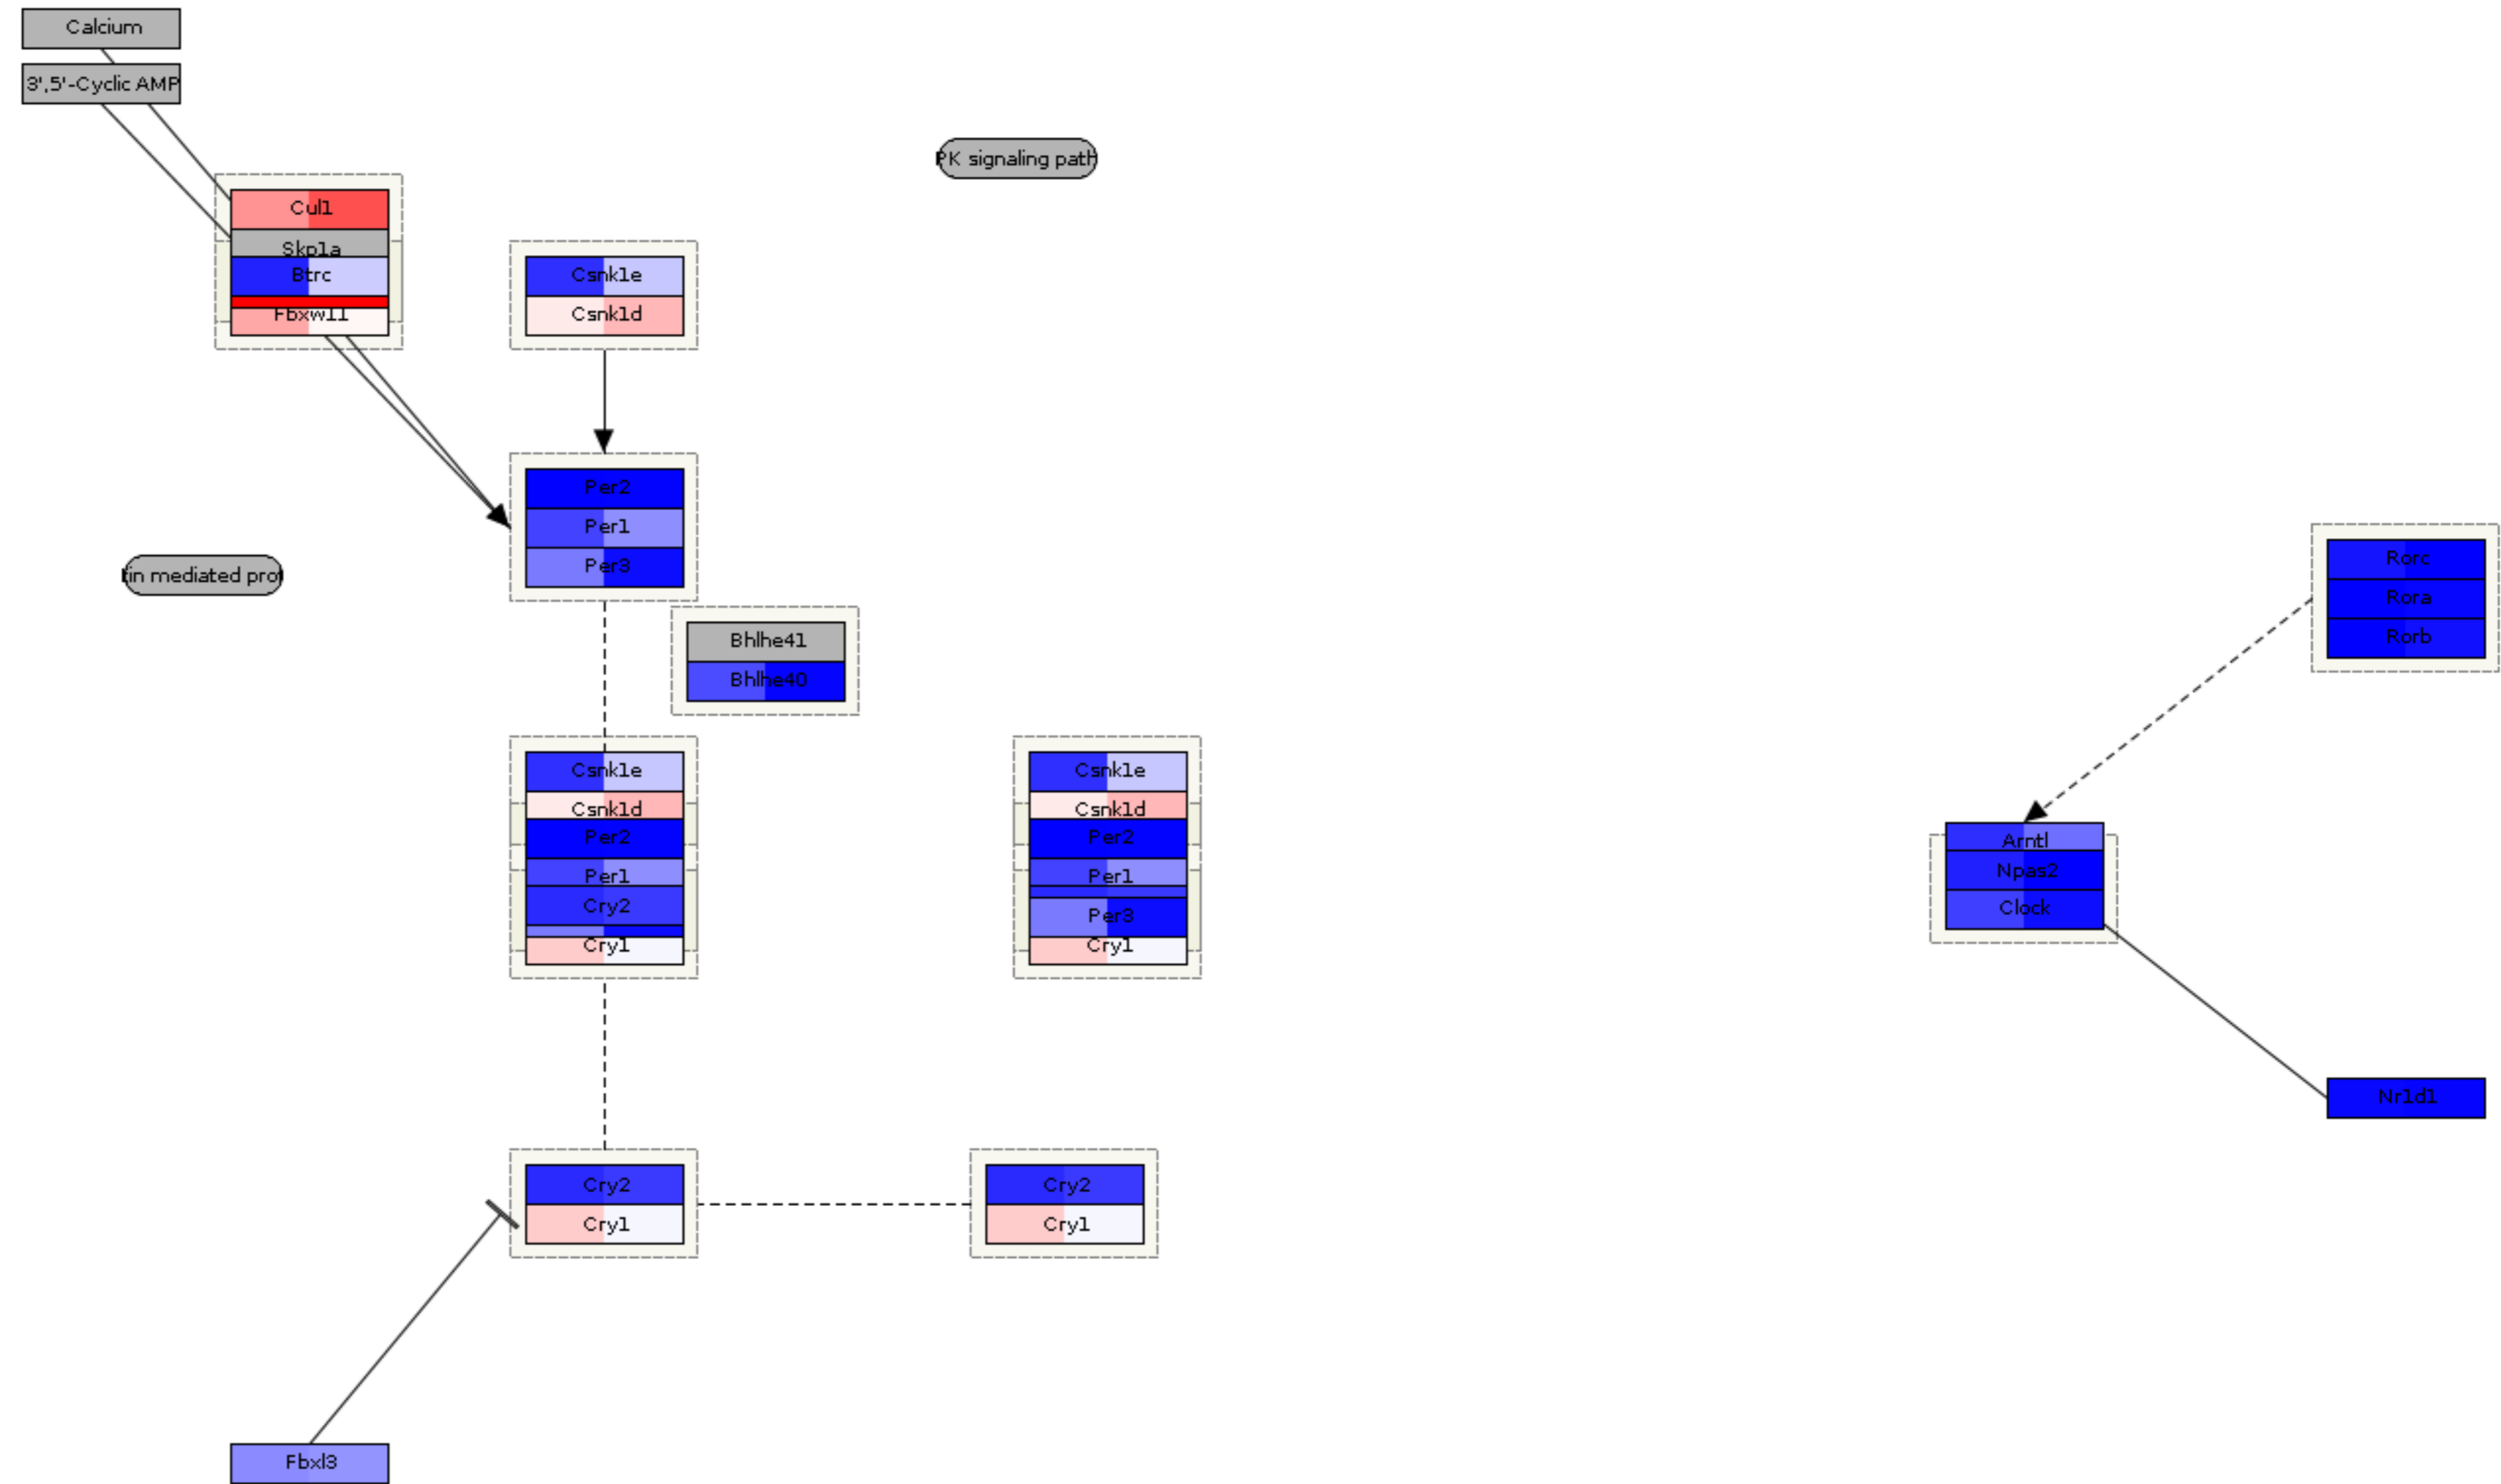 Calcium
3',5'-Cyclic AMP
PK signaling path
Cul1
Skp1a
Btrc
Fbxw11
Csnk1e
Csnk1d
Per2
Per1
Per3
tin mediated prot
Bhlhe41
Bhlhe40
Rorc
Rora
Rorb
Csnk1e
Csnk1d
Per2
Per1
Cry2
Cry1
Csnk1e
Csnk1d
Per2
Per1
Per3
Cry1
Arntl
Npas2
Clock
Nr1d1
Cry2
Cry1
Cry2
Cry1
Fbxl3